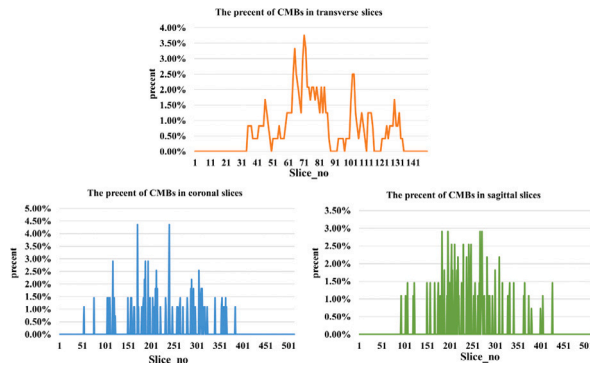 The precent of CMBs in transverse slices
4.00%
3.50%
3.00%
2.50%
2.00%
1.50%
1.00%
0.50%
0.00%
precent
1 11 21 31 41 51 61 71 81 91 101 111 121 131 141
Slice_no
The precent of CMBs in coronal slices
5.00%
4.50%
4.00%
3.50%
3.00%
2.50%
2.00%
1.50%
1.00%
0.50%
0.00%
precent
1 51 101 151 201 251 301 351 401 451 501
Slice_no
The precent of CMBs in sagittal slices
3.50%
3.00%
2.50%
2.00%
1.50%
1.00%
0.50%
0.00%
precent
1 51 101 151 201 251 301 351 401 451 501
Slice_no